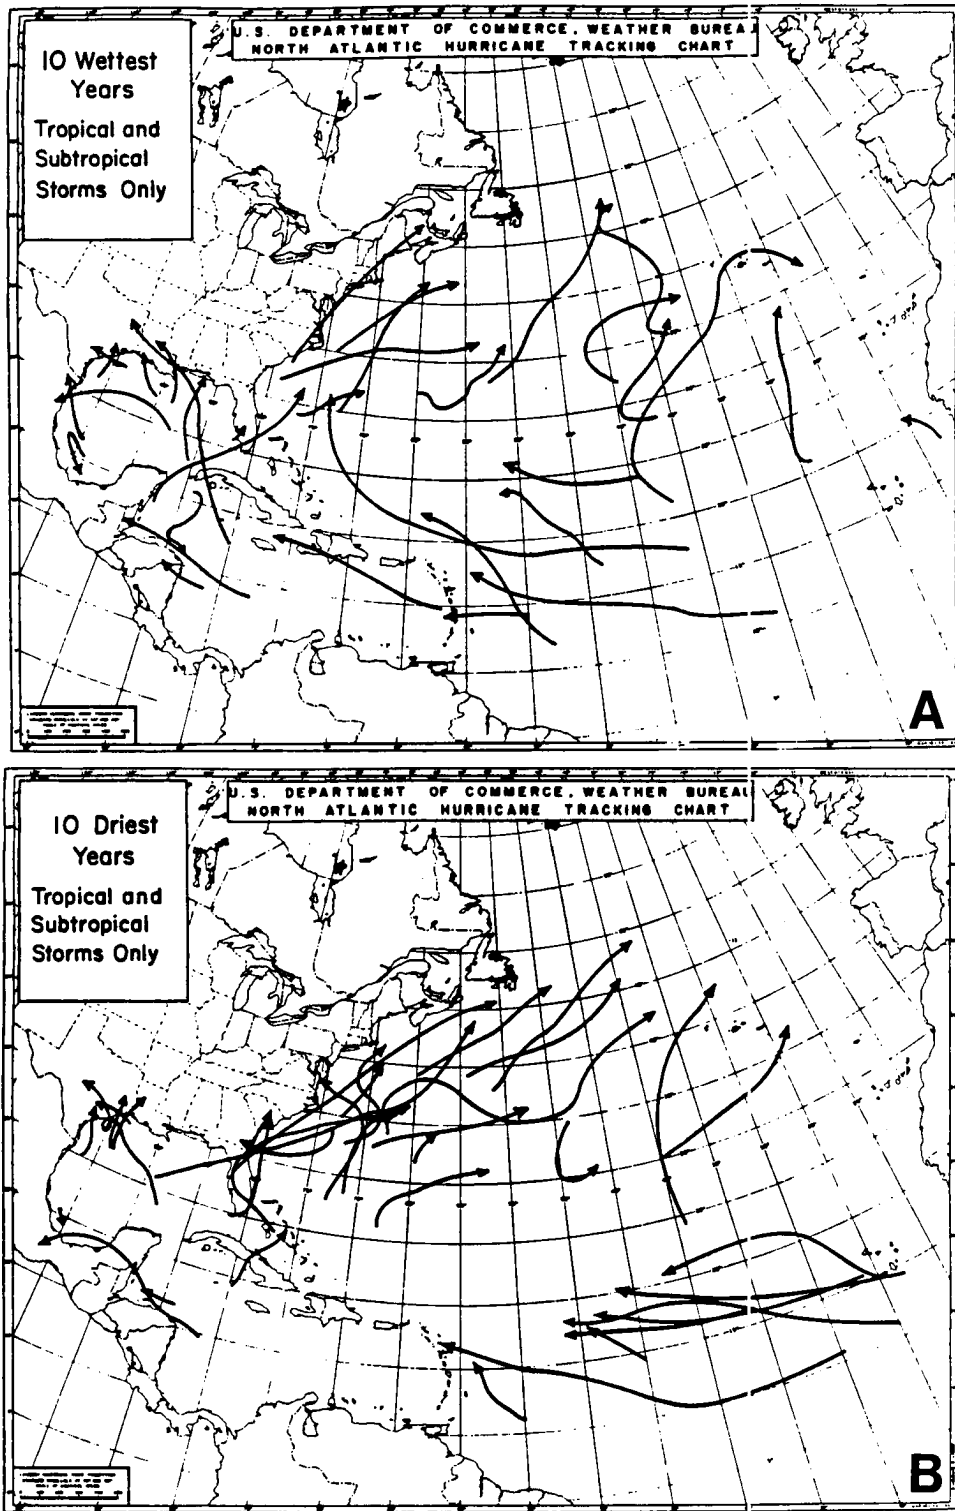 U.S. DEPARTMENT OF COMMERCE, WEATHER BUREAU
NORTH ATLANTIC HURRICANE TRACKING CHART
10 Wettest
Years
Tropical and
Subtropical
Storms Only
A
U.S. DEPARTMENT OF COMMERCE, WEATHER BUREAU
NORTH ATLANTIC HURRICANE TRACKING CHART
10 Driest
Years
Tropical and
Subtropical
Storms Only
B